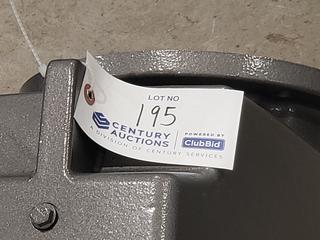 LOT NO
195
CENTURY
AUCTIONS
A DIVISION OF CENTURY SERVICES
POWERED BY
ClubBid